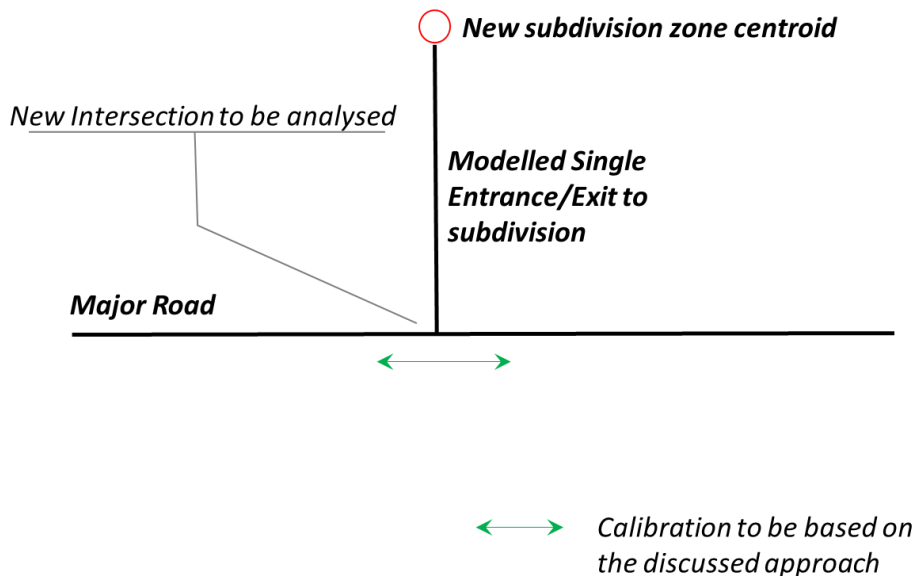 New subdivision zone centroid
New Intersection to be analysed
Modelled Single
Entrance/Exit to
subdivision
Major Road
Calibration to be based on
the discussed approach